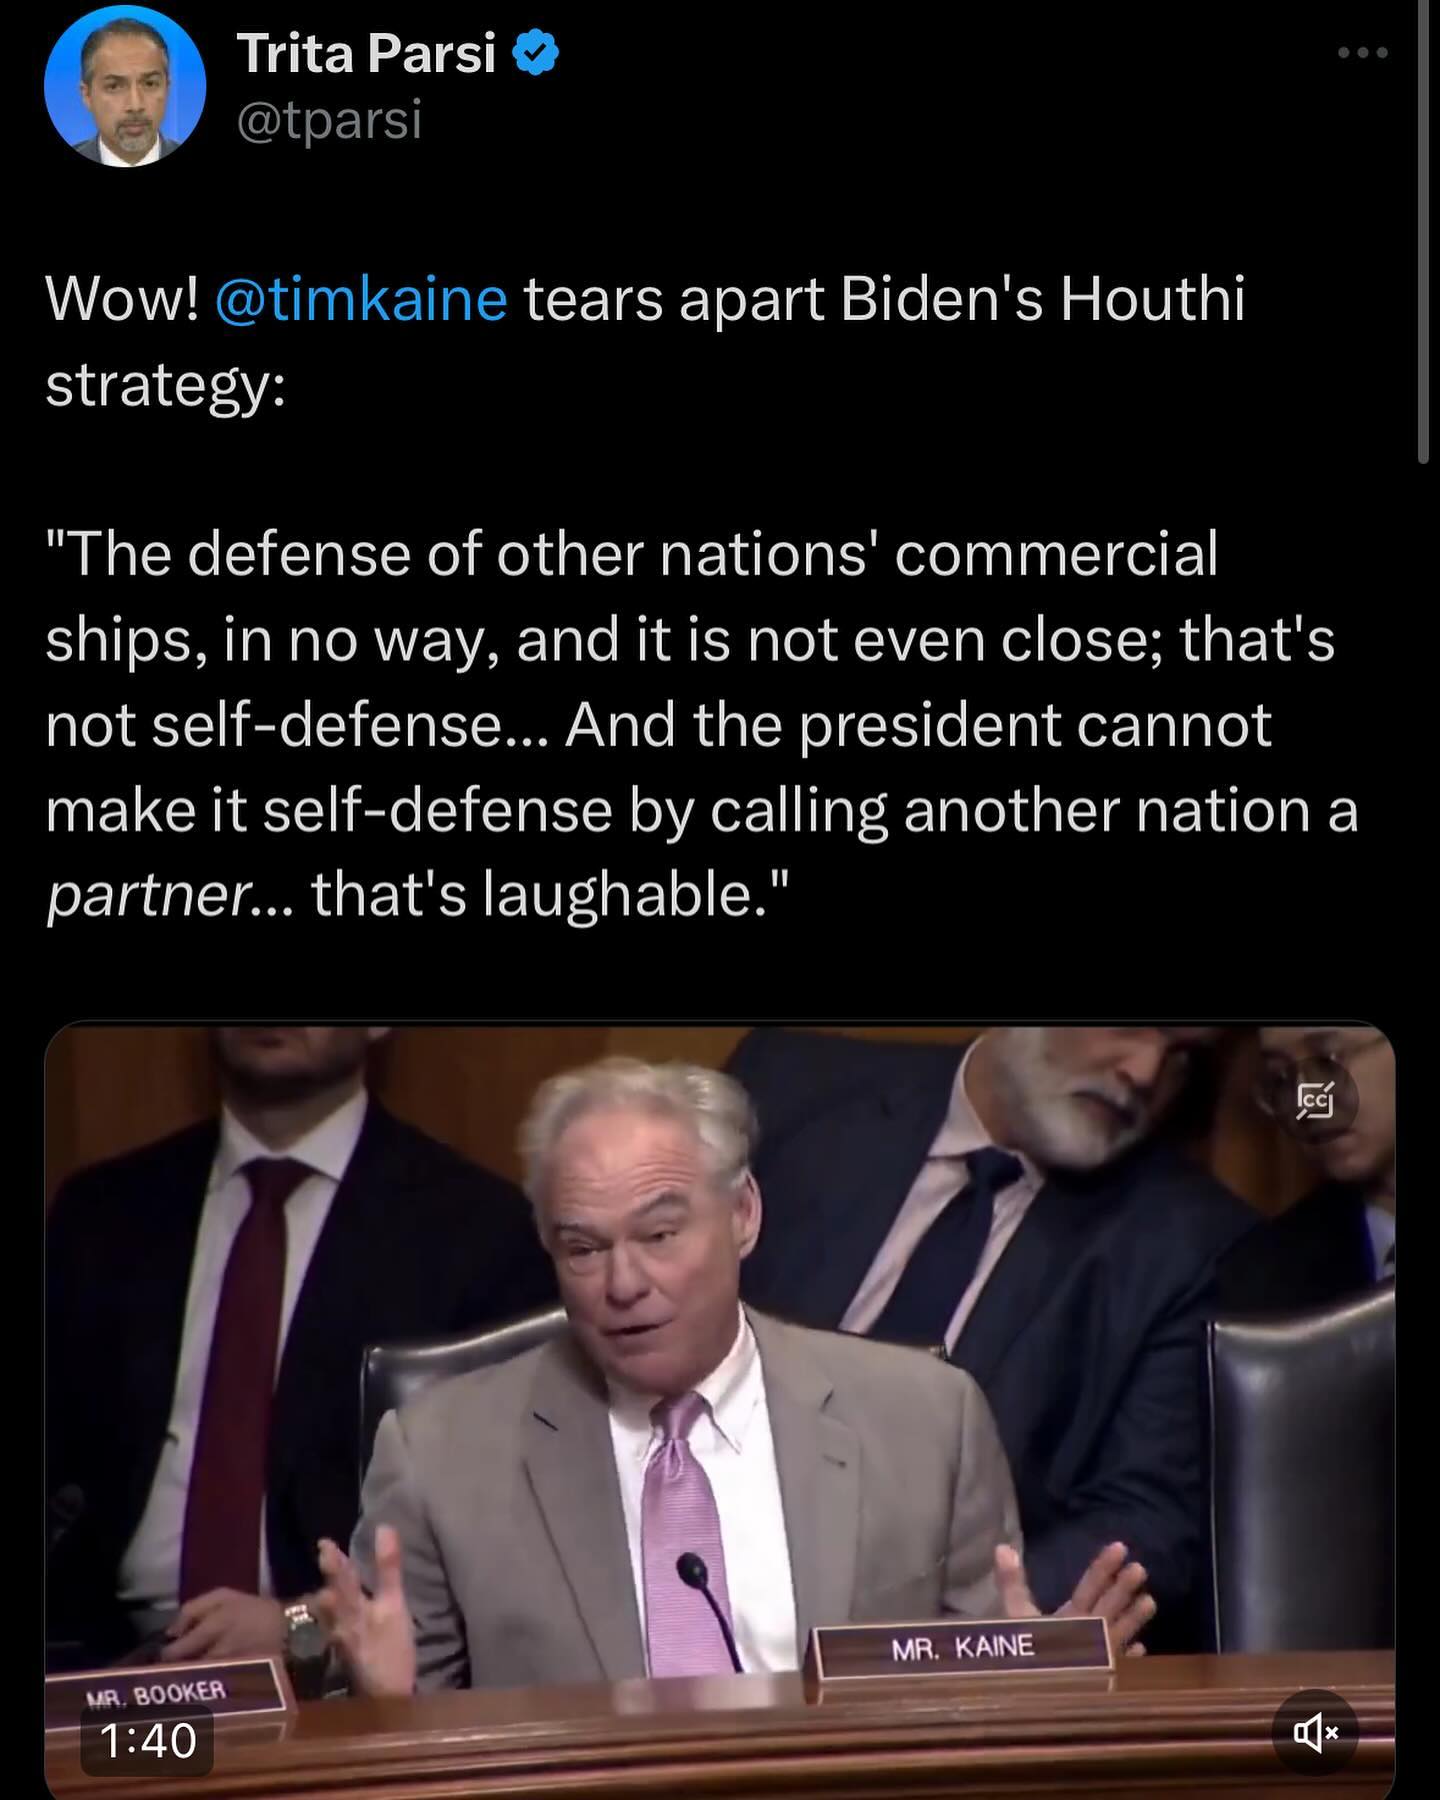 Trita Parsi
@tparsi
Wow! @timkaine tears apart Biden's Houthi
strategy:
"The defense of other nations' commercial
ships, in no way, and it is not even close; that's
not self-defense... And the president cannot
make it self-defense by calling another nation a
partner... that's laughable."
CC
MR. KAINE
MR. BOOKER
1:40